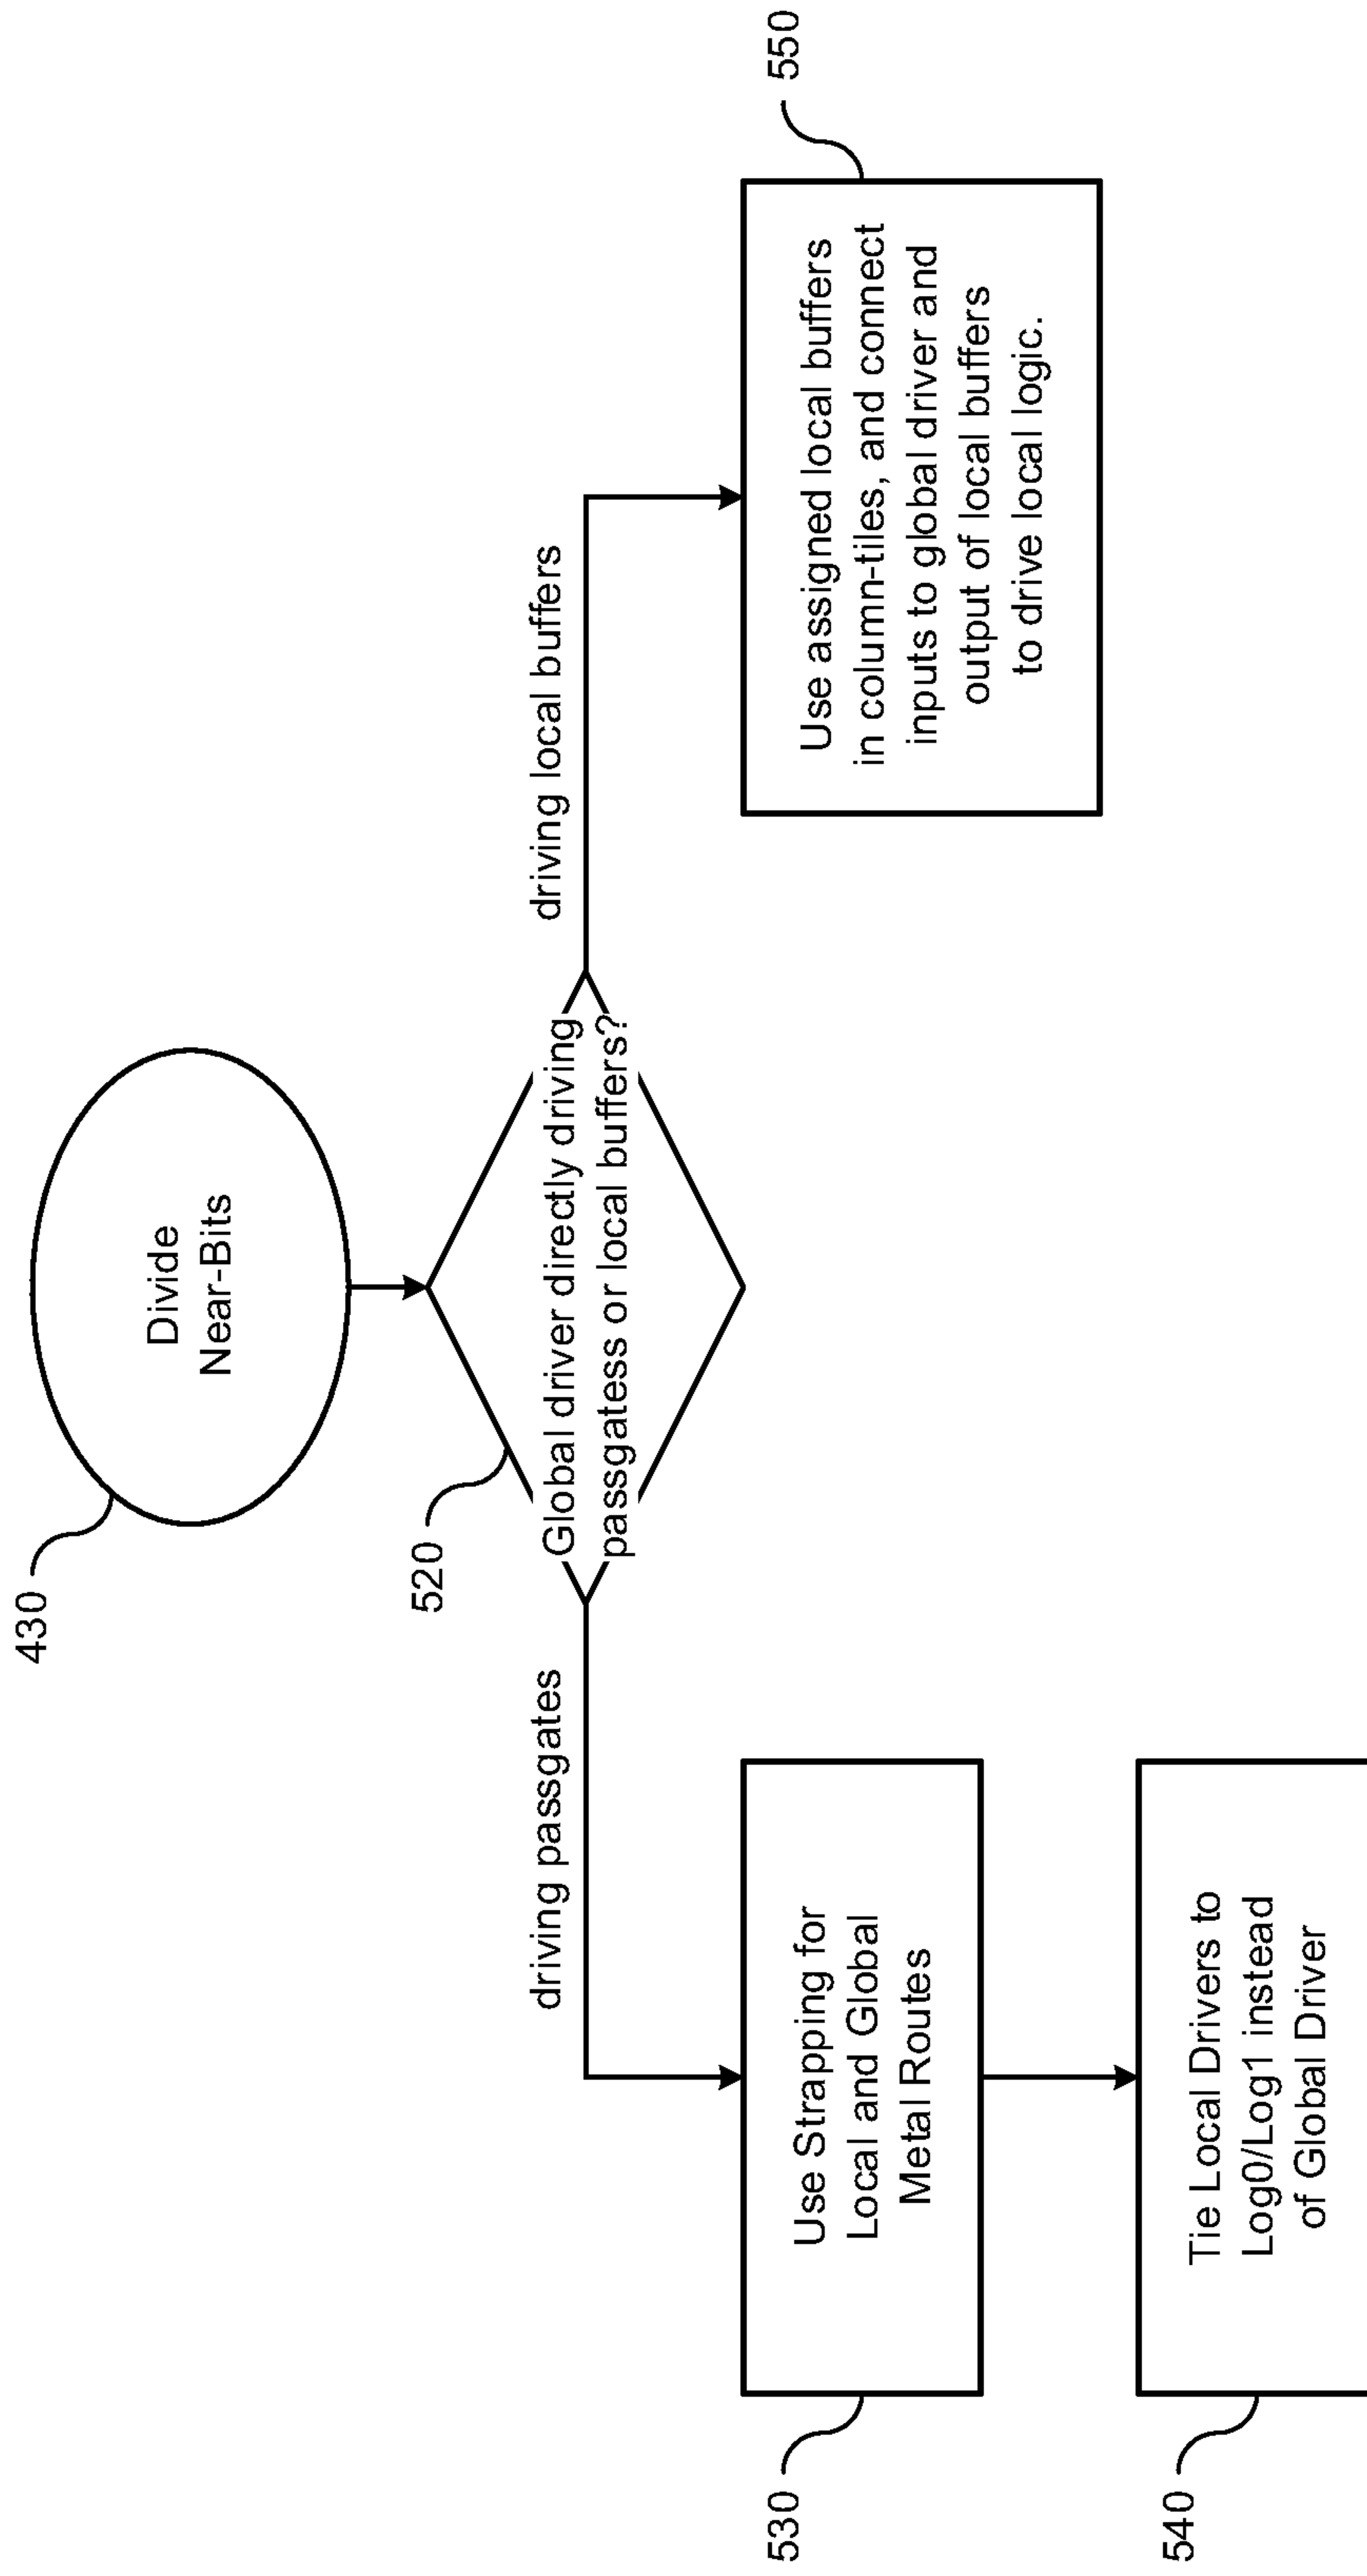 430
Divide
Near-Bits
520
Global driver directly driving
passgatess or local buffers?
driving passgates
driving local buffers
530
Use Strapping for
Local and Global
Metal Routes
550
Use assigned local buffers
in column-tiles, and connect
inputs to global driver and
output of local buffers
to drive local logic.
540
Tie Local Drivers to
Log0/Log1 instead
of Global Driver